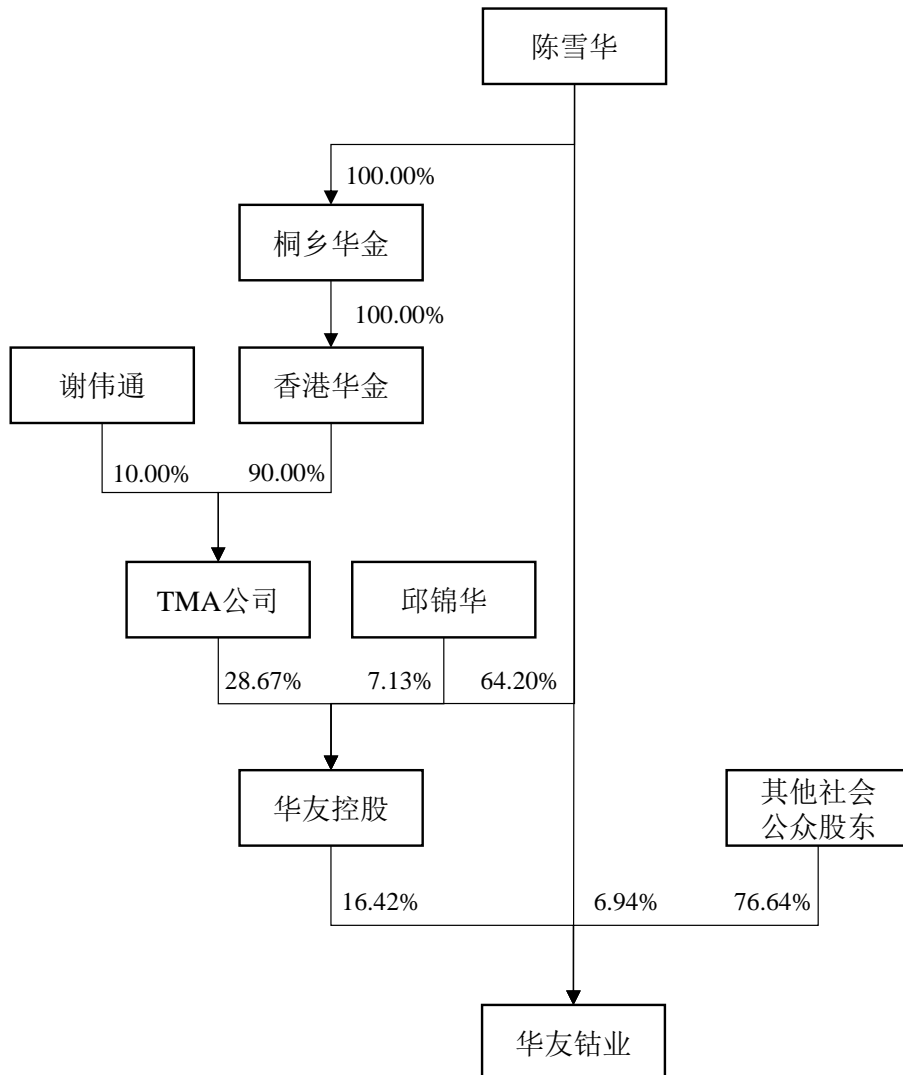 陈雪华
100.00%
桐乡华金
100.00%
谢伟通
香港华金
10.00%
90.00%
TMA公司
邱锦华
28.67%
7.13%
64.20%
华友控股
其他社会
公众股东
16.42%
6.94%
76.64%
华友钴业